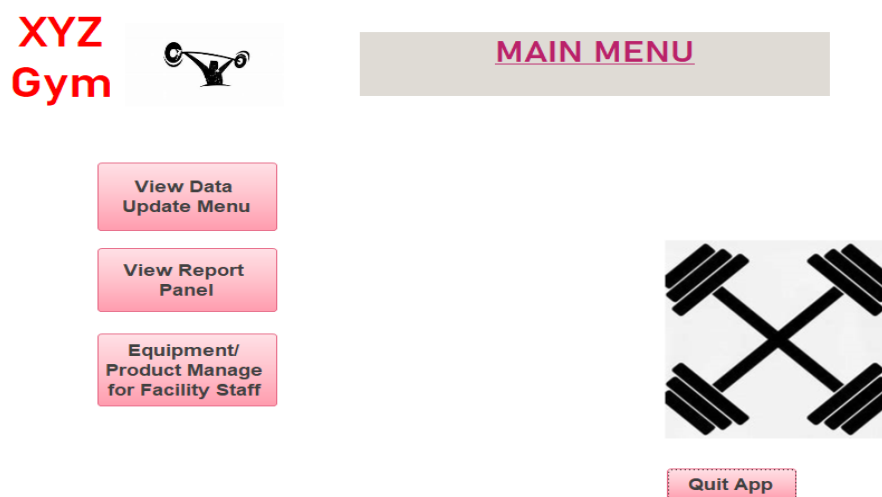 XYZ
Gym
MAIN MENU
View Data
Update Menu
View Report
Panel
Equipment/
Product Manage
for Facility Staff
Quit App